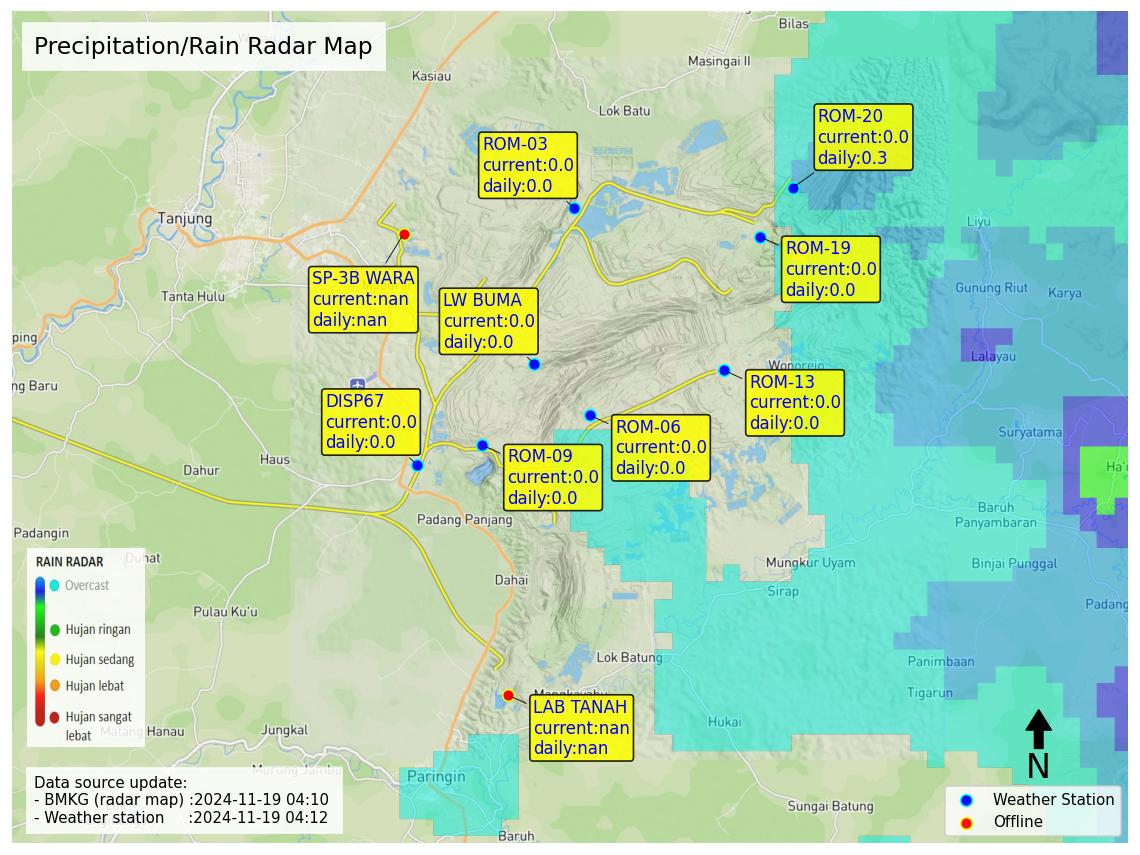 Precipitation/Rain Radar Map
Bilas
Masingai II
Kasiau
Lok Batu
ROM-20
current:0.0
daily:0.3
ROM-03
current:0.0
daily:0.0
Tanjung
Liyu
ROM-19
current:0.0
daily:0.0
SP-3B WARA
current:nan
daily:nan
Tanta Hulu
LW BUMA
current:0.0
daily:0.0
Gunung Riut
Karya
ping
Lalayau
Wonorejo
ng Baru
ROM-13
current:0.0
daily:0.0
DISP67
current:0.0
daily:0.0
ROM-06
current:0.0
daily:0.0
Suryatama
ROM-09
current:0.0
daily:0.0
Haus
Dahur
Baruh
Panyambaran
Padang Panjang
Padangin
Mungkur Uyam
Binjai Punggal
RAIN RADAR
Overcast
Hujan ringan
Hujan sedang
Hujan lebat
Hujan sangat
lebat
Dahai
Sirap
Pulau Ku'u
Padang
Lok Batung
Panimbaan
Tigarun
LAB TANAH
current:nan
daily:nan
Hukai
Manau
Jungkal
Paringin
N
Data source update:
- BMKG (radar map) :2024-11-19 04:10
- Weather station :2024-11-19 04:12
Sungai Batung
Baruh
Weather Station
Offline